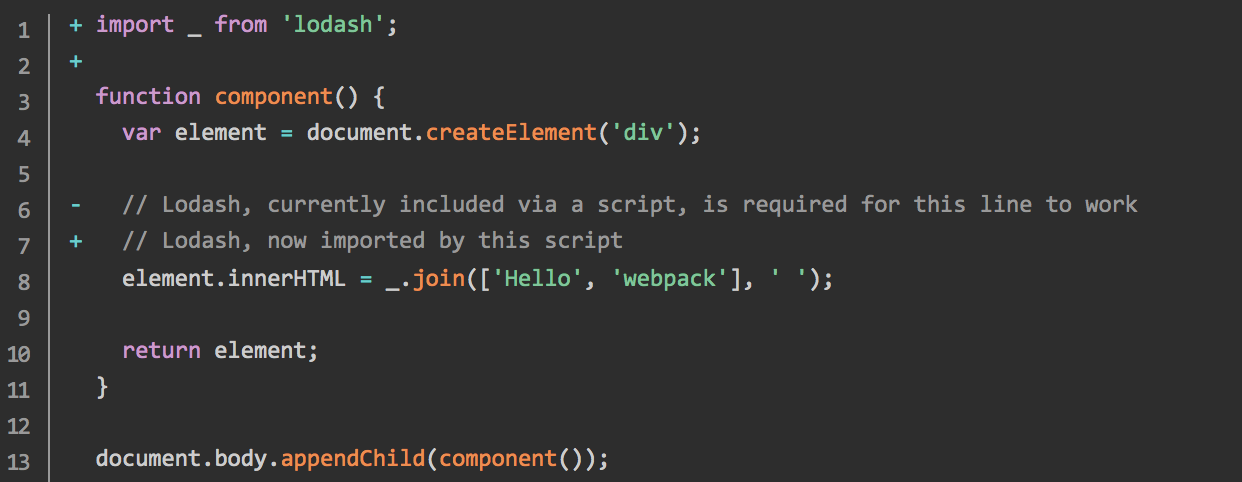 1 + import _ from 'lodash';
2 +
3 function component() {
4 var element = document.createElement('div');
5
6 - // Lodash, currently included via a script, is required for this line to work
7 + // Lodash, now imported by this script
8 element.innerHTML = _.join(['Hello', 'webpack'], ' ');
9
10 return element;
11 }
12
13 document.body.appendChild(component());